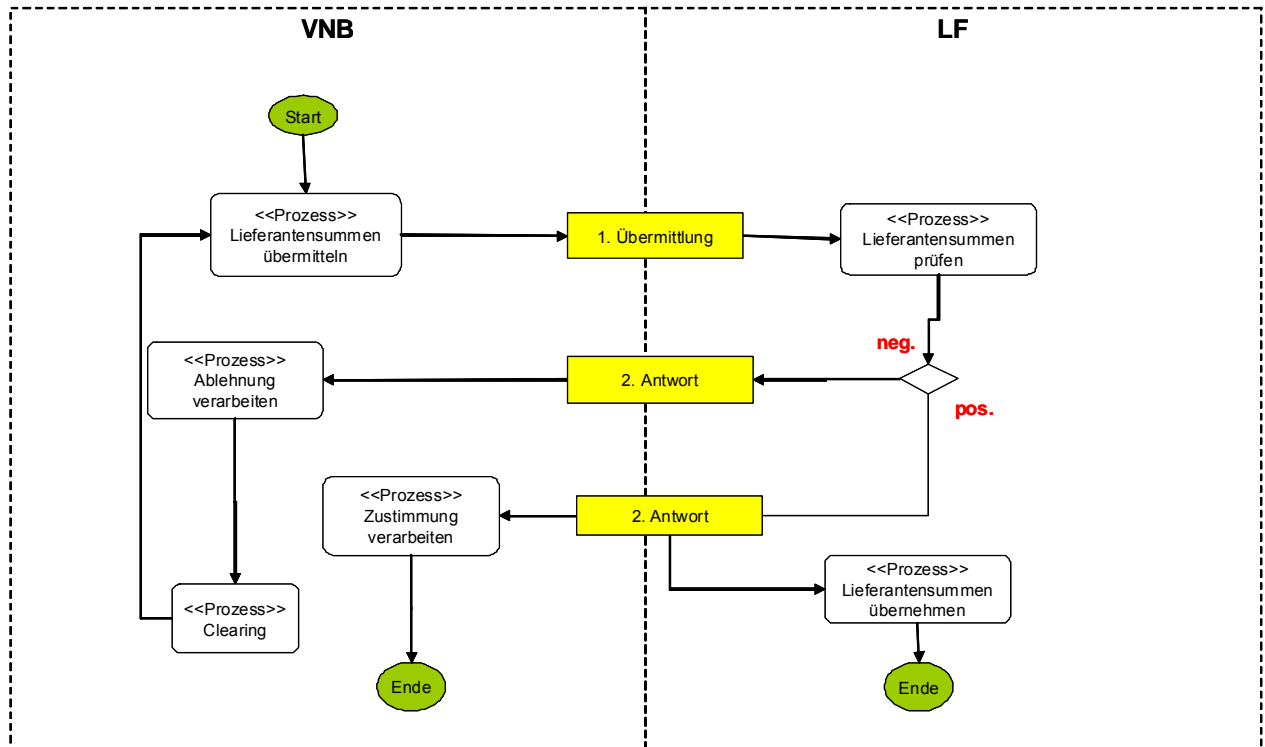 VNB
LF
Start
<<Prozess>>
Lieferantensummen
übermitteln
1. Übermittlung
<<Prozess>>
Lieferantensummen
prüfen
neg.
<<Prozess>>
Ablehnung
verarbeiten
2. Antwort
pos.
<<Prozess>>
Zustimmung
verarbeiten
2. Antwort
<<Prozess>>
Lieferantensummen
übernehmen
<<Prozess>>
Clearing
Ende
Ende